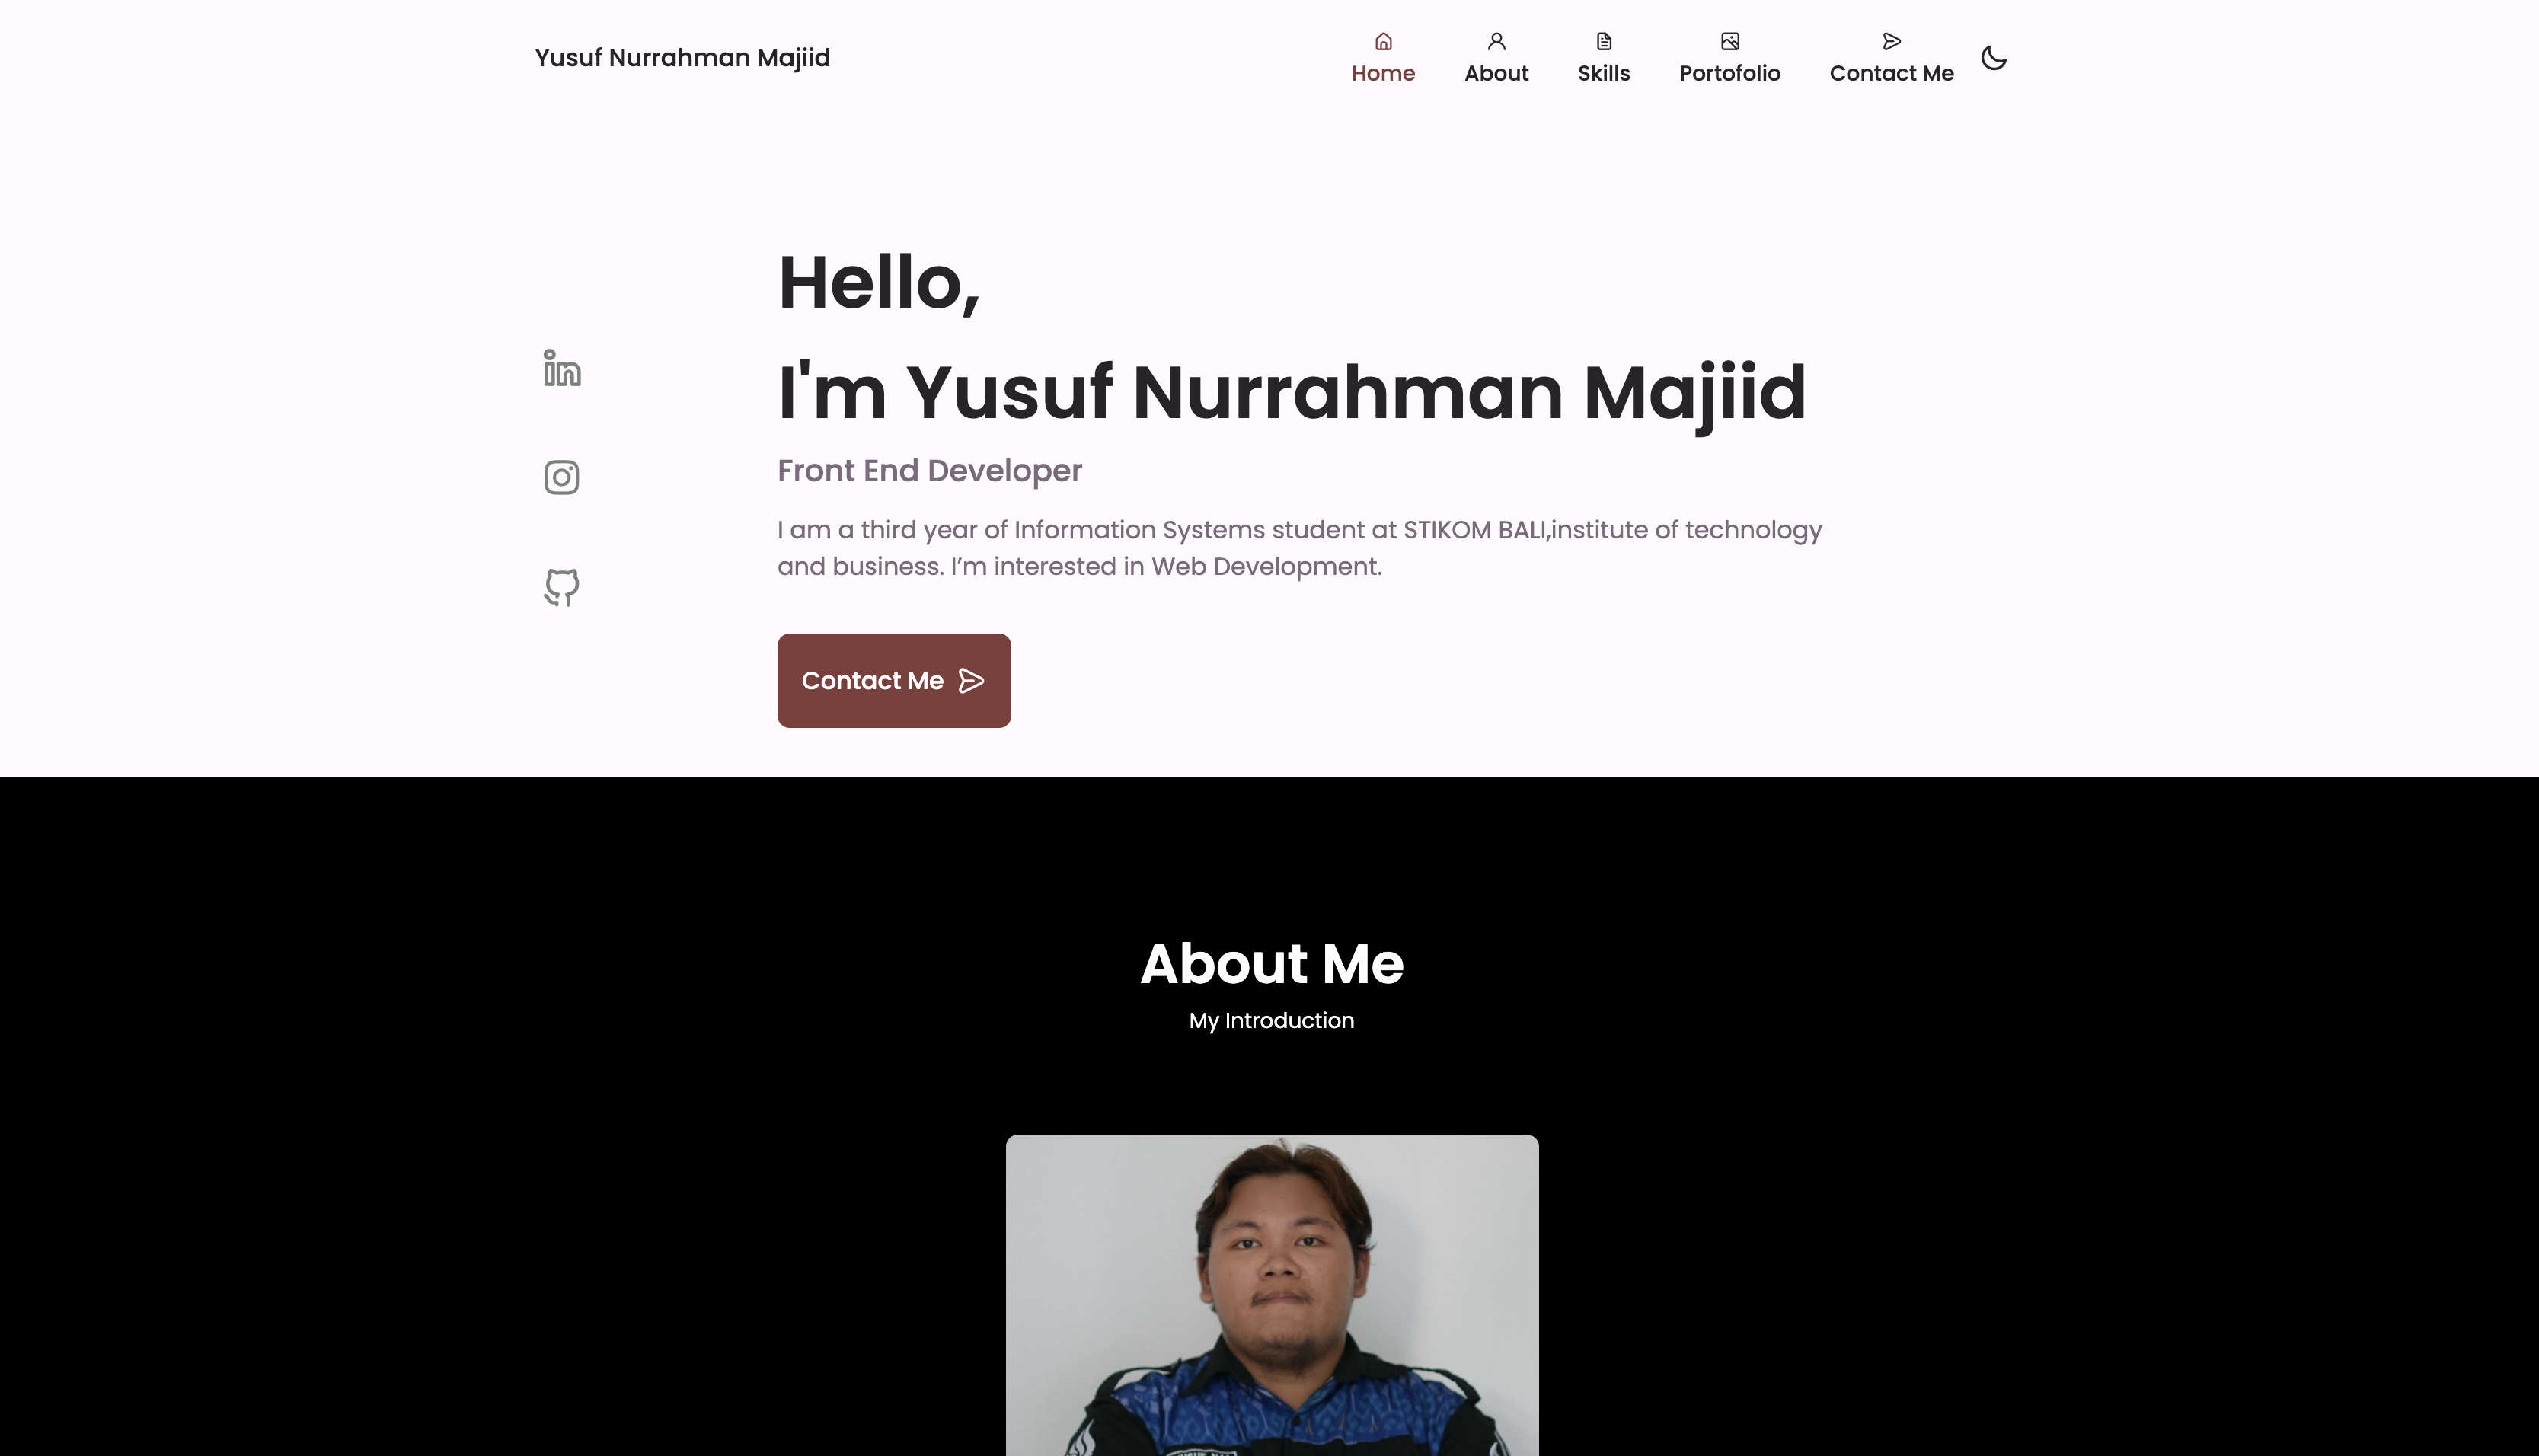 Yusuf Nurrahman Majiid
Home
About
Skills
Portofolio
Contact Me
Hello,
I'm Yusuf Nurrahman Majiid
Front End Developer
I am a third year of Information Systems student at STIKOM BALI,institute of technology
and business. I’m interested in Web Development.
Contact Me
About Me
My Introduction